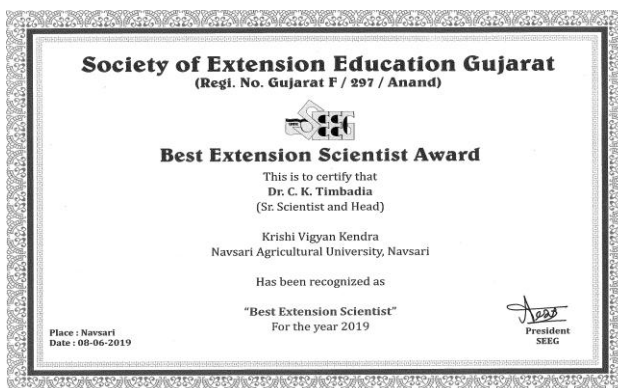 Society of Extension Education Gujarat
(Regi. No. Gujarat F / 297 / Anand)
SEEG
Best Extension Scientist Award
This is to certify that
Dr. C. K. Timbadia
(Sr. Scientist and Head)
Krishi Vigyan Kendra
Navsari Agricultural University, Navsari
Has been recognized as
"Best Extension Scientist"
For the year 2019
Place : Navsari
Date : 08-06-2019
President
SEEG